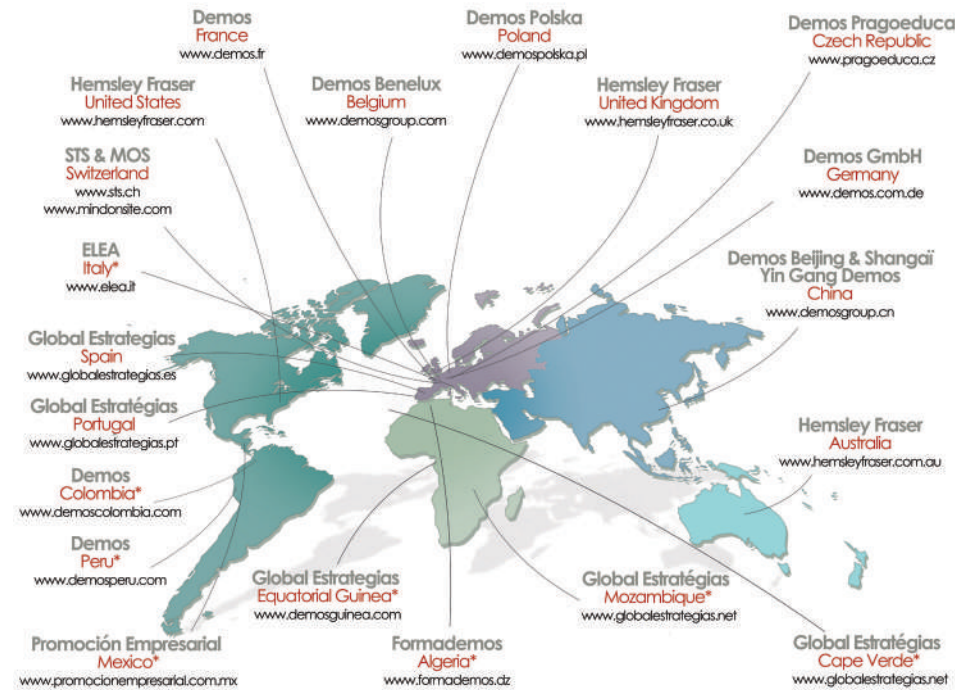 Demos
France
www.demos.fr
Demos Polska
Poland
www.demospolska.pl
Demos Pragoeduca
Czech Republic
www.pragoeduca.cz
Hemsley Fraser
United States
www.hemsleyfraser.com
Demos Benelux
Belgium
www.demosgroup.com
Hemsley Fraser
United Kingdom
www.hemsleyfraser.co.uk
STS & MOS
Switzerland
www.sts.ch
www.mindonsite.com
Demos GmbH
Germany
www.demos.com.de
ELEA
Italy*
www.elea.it
Demos Beijing & Shangaï
Yin Gang Demos
China
www.demosgroup.cn
Global Estrategias
Spain
www.globalestrategias.es
Global Estratégias
Portugal
www.globalestrategias.pt
Hemsley Fraser
Australia
www.hemsleyfraser.com.au
Demos
Colombia*
www.demoscolombia.com
Demos
Peru*
www.demosperu.com
Global Estrategias
Equatorial Guinea*
www.demosguinea.com
Global Estratégias
Mozambique*
www.globalestrategias.net
Promoción Empresarial
Mexico*
www.promocionempresarial.com.mx
Formademos
Algeria*
www.formademos.dz
Global Estratégias
Cape Verde*
www.globalestrategias.net